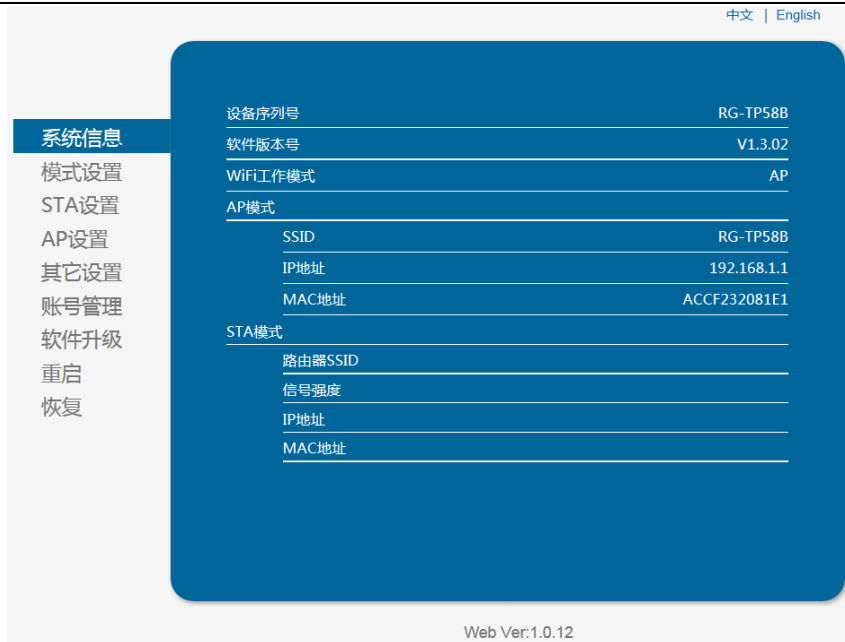 中文 | English
系统信息
模式设置
STA设置
AP设置
其它设置
账号管理
软件升级
重启
恢复
设备序列号 RG-TP58B
软件版本号 V1.3.02
WiFi工作模式 AP
AP模式
SSID RG-TP58B
IP地址 192.168.1.1
MAC地址 ACCF232081E1
STA模式
路由器SSID
信号强度
IP地址
MAC地址
Web Ver:1.0.12